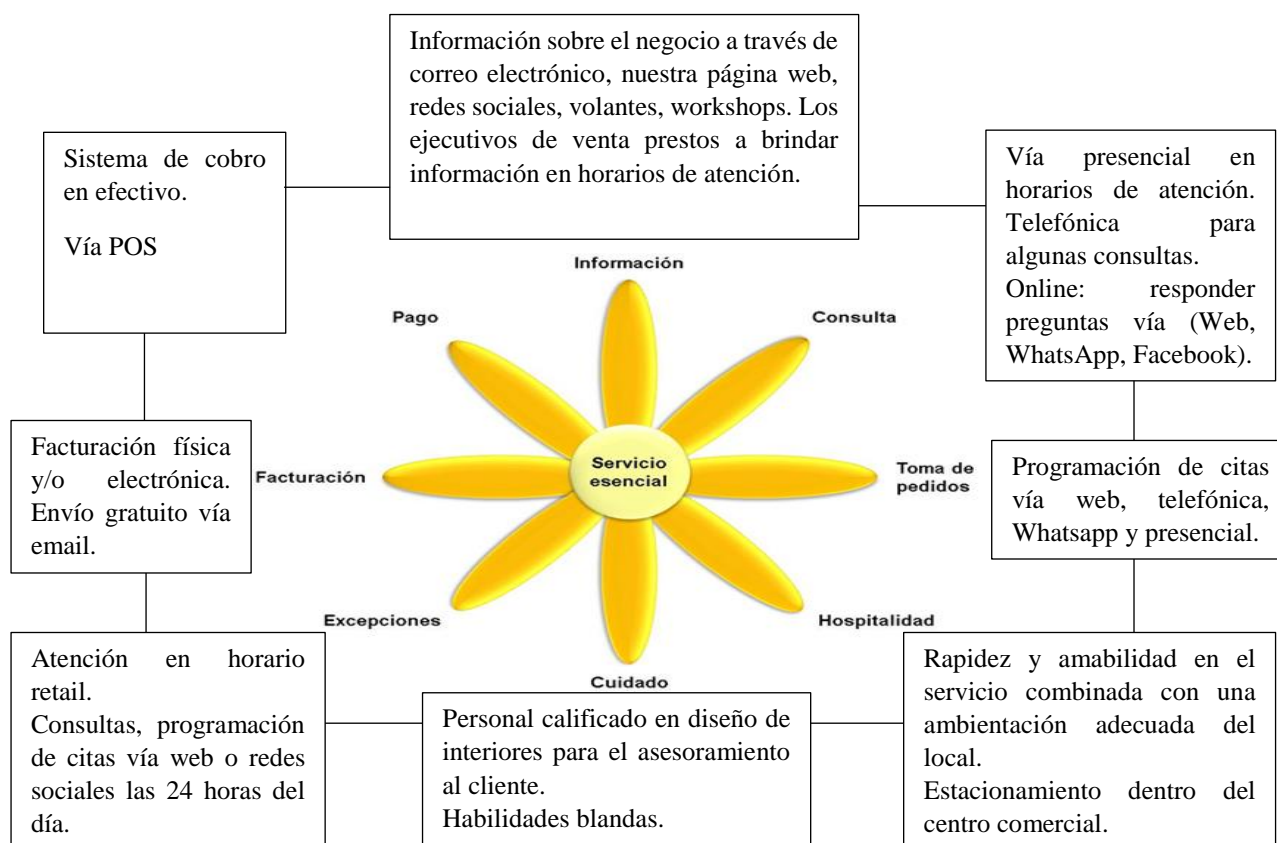 Información sobre el negocio a través de
correo electrónico, nuestra página web,
redes sociales, volantes, workshops. Los
ejecutivos de venta prestos a brindar
información en horarios de atención.
Sistema de cobro
en efectivo.
Vía POS
Vía presencial en
horarios de atención.
Telefónica para
algunas consultas.
Online: responder
preguntas vía (Web,
WhatsApp, Facebook).
Información
Pago
Consulta
Facturación física
y/o electrónica.
Envío gratuito vía
email.
Facturación
Servicio
esencial
Toma de
pedidos
Programación de citas
vía web, telefónica,
Whatsapp y presencial.
Excepciones
Hospitalidad
Cuidado
Atención en horario
retail.
Consultas, programación
de citas vía web o redes
sociales las 24 horas del
día.
Personal calificado en diseño de
interiores para el asesoramiento
al cliente.
Habilidades blandas.
Rapidez y amabilidad en el
servicio combinada con una
ambientación adecuada del
local.
Estacionamiento dentro del
centro comercial.